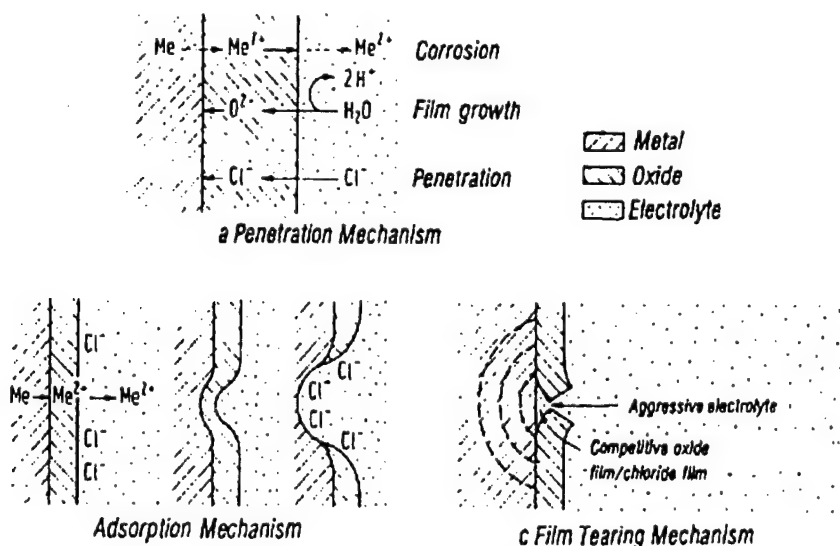 Me Me²⁺ Me²⁺ Corrosion
2H⁺
O²⁻ H₂O Film growth
Metal
Oxide
Cl⁻ Cl⁻ Penetration
Electrolyte
a Penetration Mechanism
Cl⁻
Me Me²⁺ Me²⁺
Cl⁻
Cl⁻
Cl⁻
Cl⁻
Cl⁻
Cl⁻
Adsorption Mechanism
Aggressive electrolyte
Competitive oxide
film/chloride film
c Film Tearing Mechanism